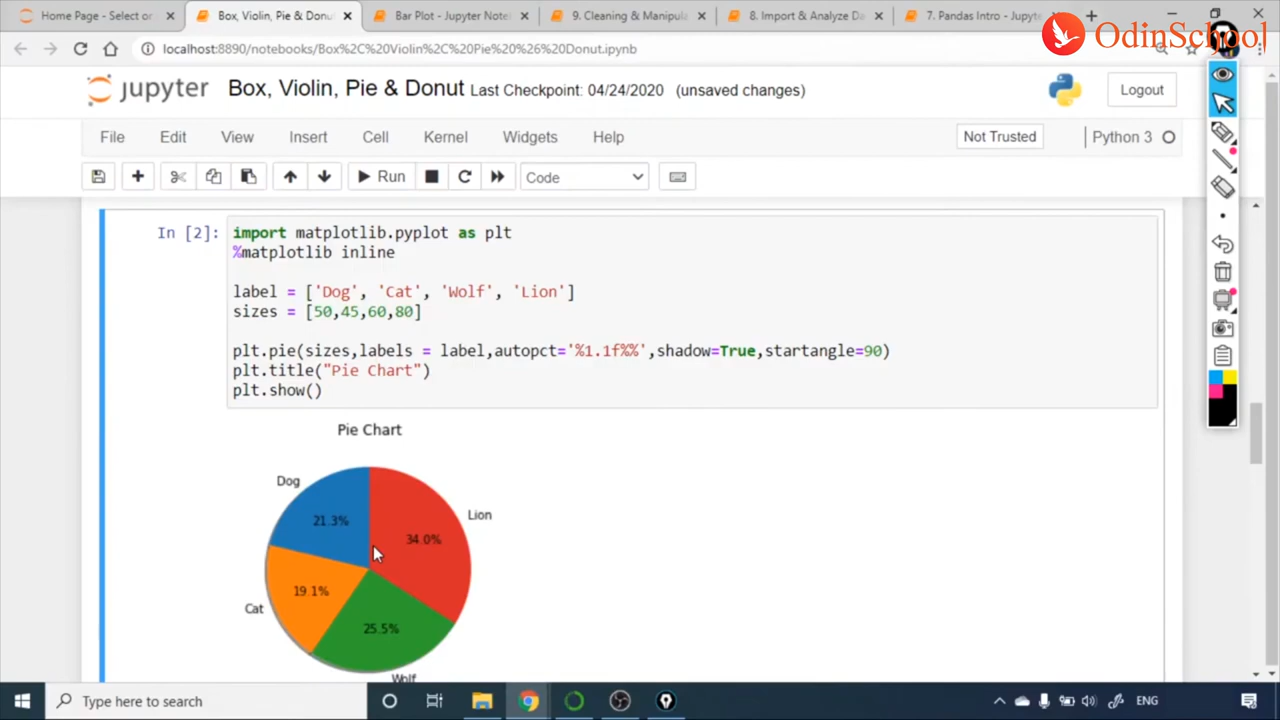 Home Page - Select or
Box, Violin, Pie & Donut
Bar Plot - Jupyter Note
9. Cleaning & Manipula
8. Import & Analyze Da
7. Pandas Intro - Jupyte
OdinSchool
localhost:8890/notebooks/Box%2C%20Violin%2C%20Pie%20%26%20Donut.ipynb
jupyter Box, Violin, Pie & Donut Last Checkpoint: 04/24/2020 (unsaved changes)
Logout
File Edit View Insert Cell Kernel Widgets Help
Not Trusted
Python 3
Run
Code
In [2]:
import matplotlib.pyplot as plt
%matplotlib inline
label = ['Dog', 'Cat', 'Wolf', 'Lion']
sizes = [50,45,60,80]
plt.pie(sizes,labels = label,autopct='%1.1f%%',shadow=True,startangle=90)
plt.title("Pie Chart")
plt.show()
Pie Chart
Dog
Lion
21.3%
34.0%
19.1%
Cat
25.5%
Wolf
Type here to search
ENG